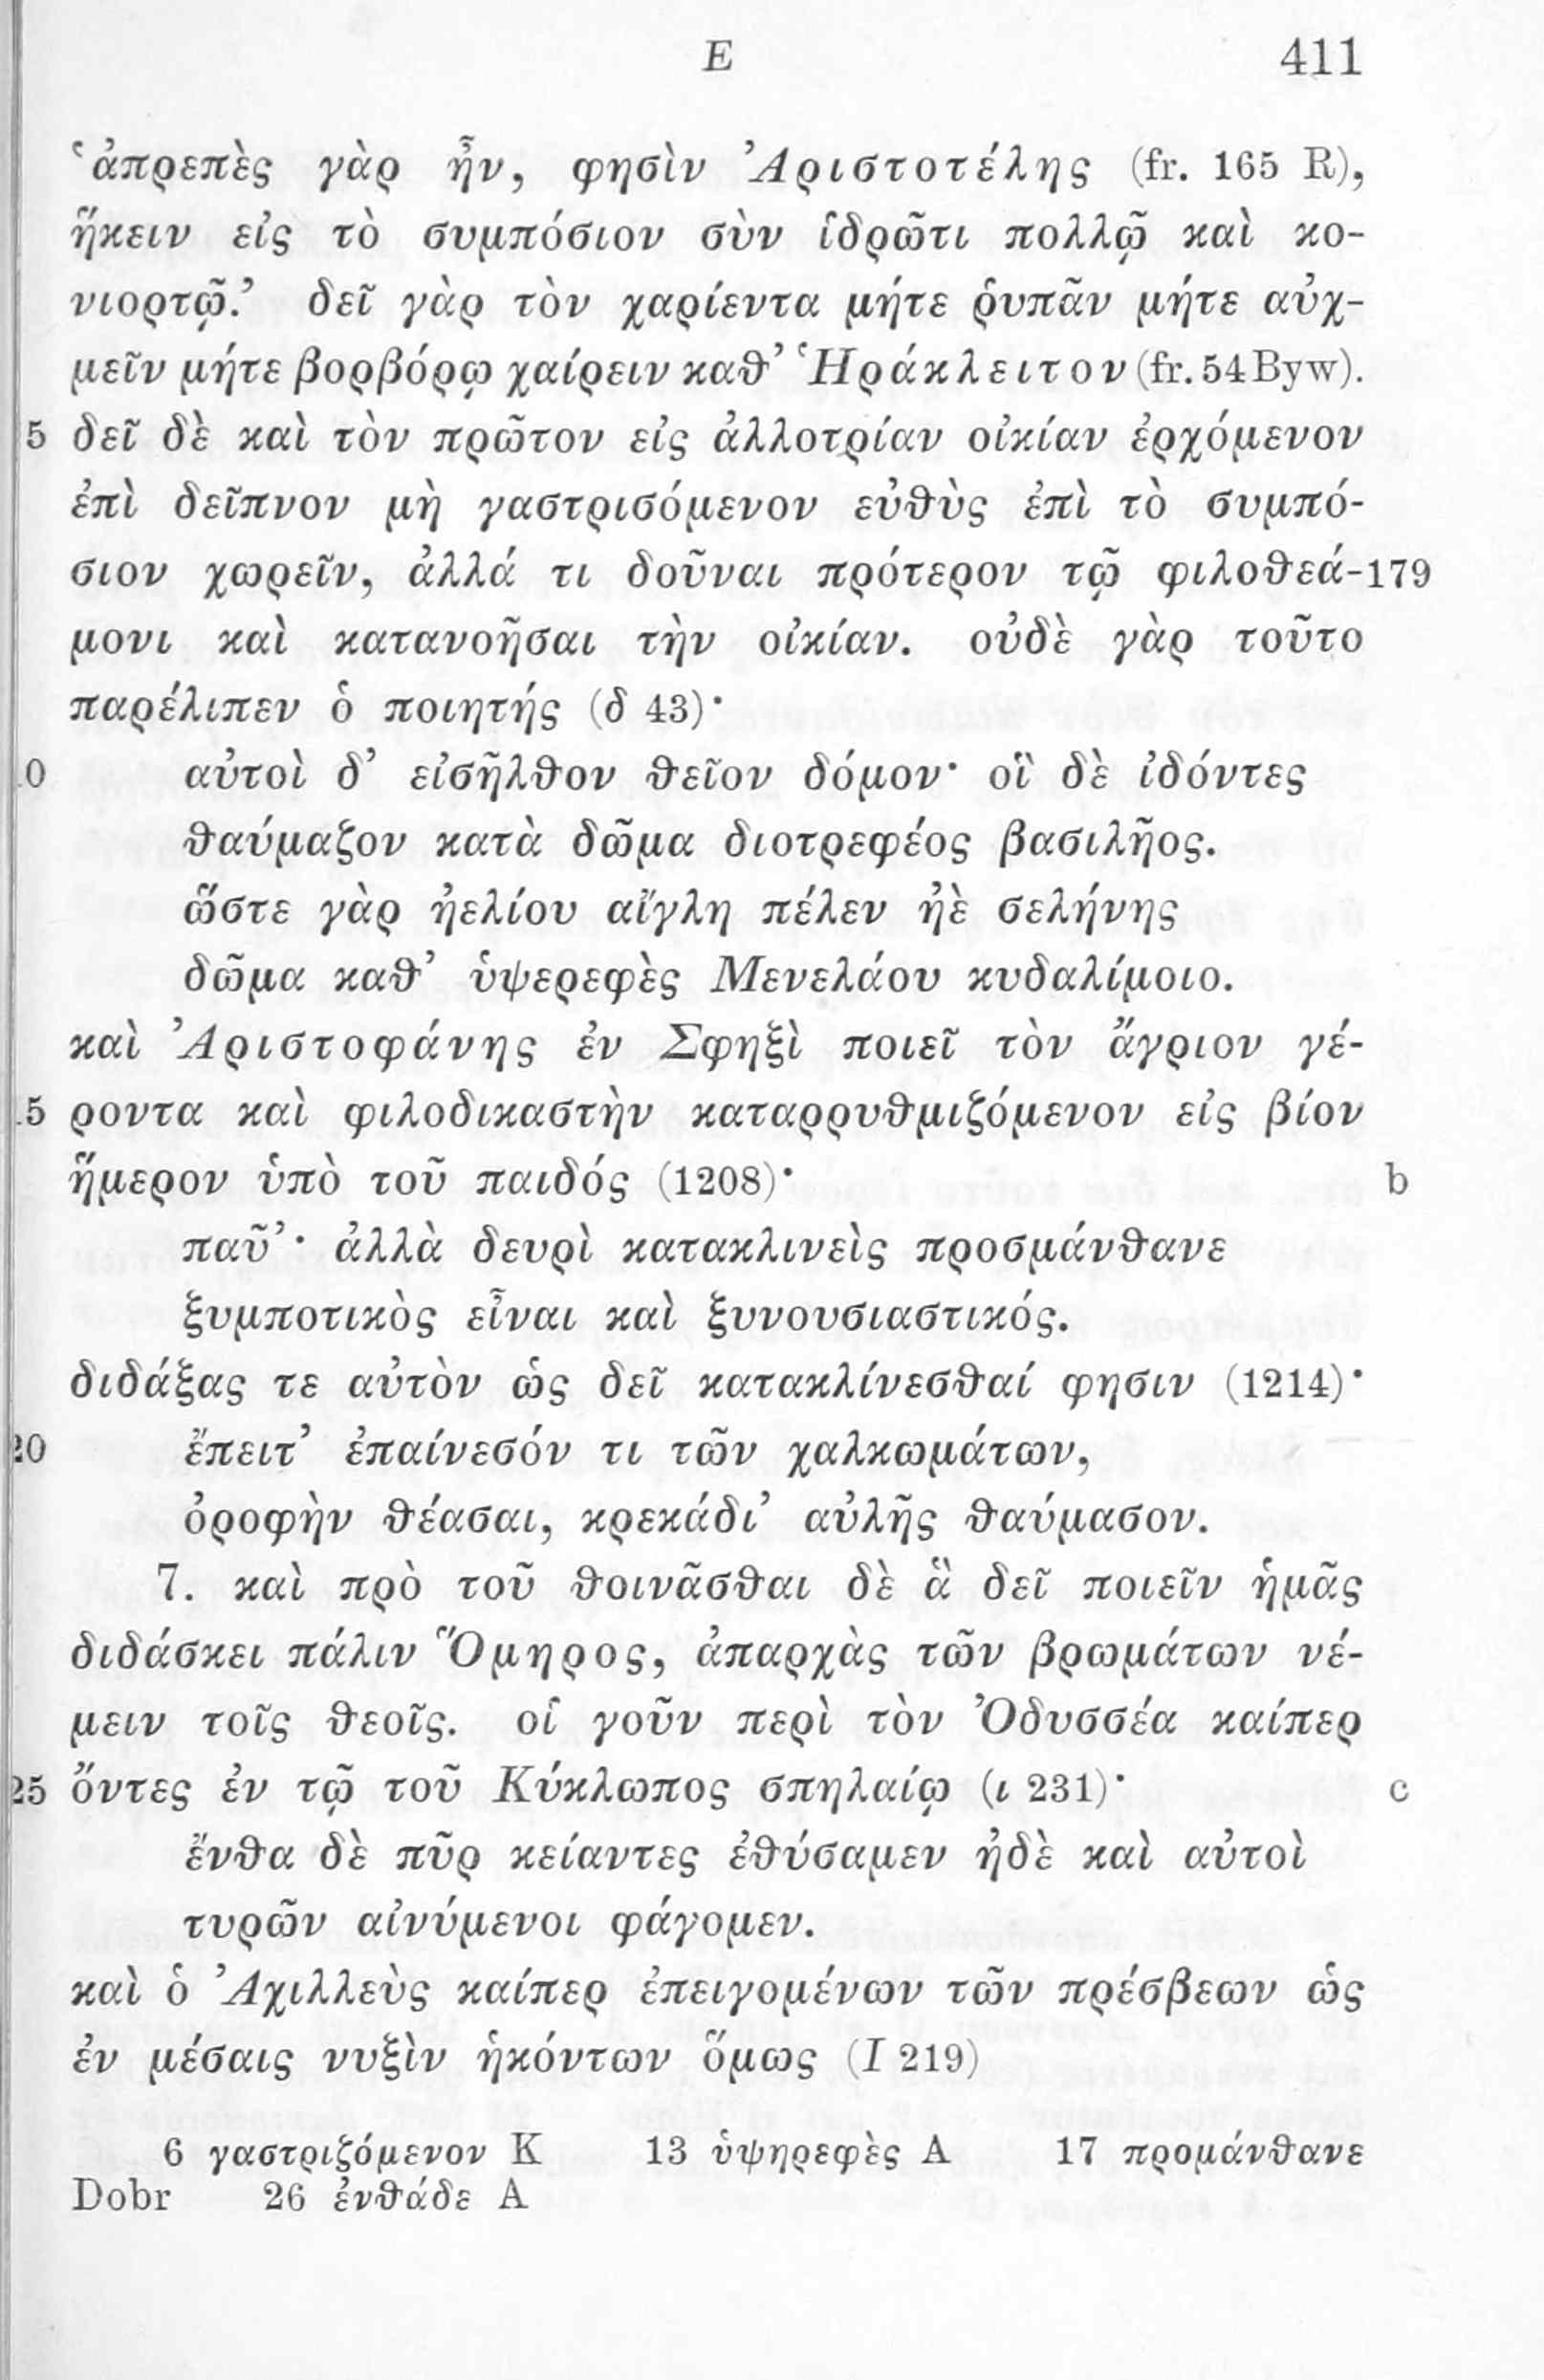 E 411
‘ἀπρεπὲς γὰρ ἦν, φησὶν Ἀριστοτέλης (fr. 165 R),
ἥκειν εἰς τὸ συμπόσιον σὺν ἱδρῶτι πολλῷ καὶ κο-
νιορτῷ.’ δεῖ γὰρ τὸν χαρίεντα μήτε ῥυπᾶν μήτε αὐχ-
μεῖν μήτε βορβόρῳ χαίρειν καθ’ Ἡράκλειτον (fr. 54 Byw).
5 δεῖ δὲ καὶ τὸν πρῶτον εἰς ἀλλοτρίαν οἰκίαν ἐρχόμενον
ἐπὶ δεῖπνον μὴ γαστρισόμενον εὐθὺς ἐπὶ τὸ συμπό-
σιον χωρεῖν, ἀλλά τι δοῦναι πρότερον τῷ φιλοθεά- 179
μονι καὶ κατανοῆσαι τὴν οἰκίαν. οὐδὲ γὰρ τοῦτο
παρέλιπεν ὁ ποιητής (δ 43)·
0 αὐτοὶ δ’ εἰσῆλθον θεῖον δόμον· οἳ δὲ ἰδόντες
θαύμαζον κατὰ δῶμα διοτρεφέος βασιλῆος.
ὥστε γὰρ ἠελίου αἴγλη πέλεν ἠὲ σελήνης
δῶμα καθ’ ὑψερεφὲς Μενελάου κυδαλίμοιο.
καὶ Ἀριστοφάνης ἐν Σφηξὶ ποιεῖ τὸν ἄγριον γέ-
5 ροντα καὶ φιλοδικαστὴν καταρρυθμιζόμενον εἰς βίον
ἥμερον ὑπὸ τοῦ παιδός (1208)· b
παῦ’· ἀλλὰ δευρὶ κατακλινεὶς προσμάνθανε
ξυμποτικὸς εἶναι καὶ ξυνουσιαστικός.
διδάξας τε αὐτὸν ὡς δεῖ κατακλίνεσθαί φησιν (1214)·
20 ἔπειτ’ ἐπαίνεσόν τι τῶν χαλκωμάτων,
ὀροφὴν θέασαι, κρεκάδι’ αὐλῆς θαύμασον.
7. καὶ πρὸ τοῦ θοινᾶσθαι δὲ ἃ δεῖ ποιεῖν ἡμᾶς
διδάσκει πάλιν Ὅμηρος, ἀπαρχὰς τῶν βρωμάτων νέ-
μειν τοῖς θεοῖς. οἱ γοῦν περὶ τὸν Ὀδυσσέα καίπερ
25 ὄντες ἐν τῷ τοῦ Κύκλωπος σπηλαίῳ (ι 231)· c
ἔνθα δὲ πῦρ κείαντες ἐθύσαμεν ἠδὲ καὶ αὐτοὶ
τυρῶν αἰνύμενοι φάγομεν.
καὶ ὁ Ἀχιλλεὺς καίπερ ἐπειγομένων τῶν πρέσβεων ὡς
ἐν μέσαις νυξὶν ἡκόντων ὅμως (I 219)
6 γαστριζόμενον K 13 ὑψηρεφὲς A 17 προμάνθανε
Dobr 26 ἐνθάδε A